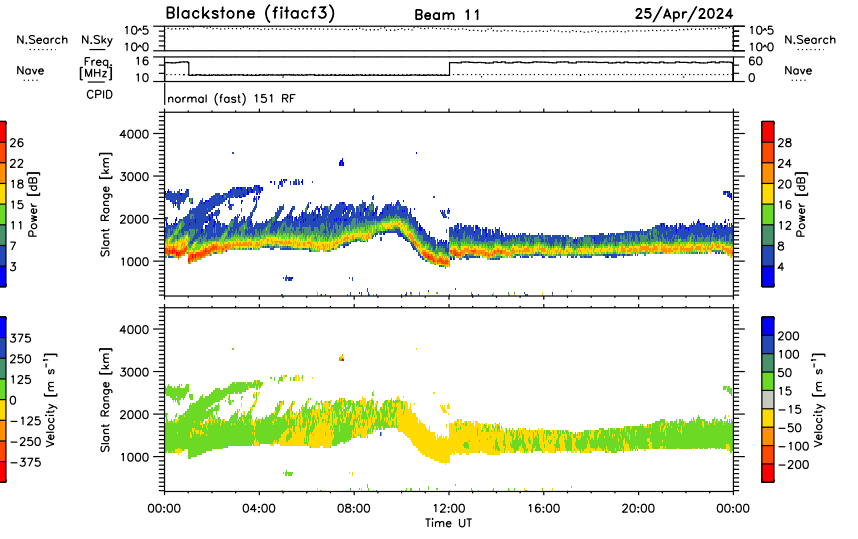 Blackstone (fitacf3) Beam 11 25/Apr/2024
N.Search N.Sky 10^5 10^0 10^5 10^0 N.Search
Nave Freq. [MHz] 16 10 60 0 Nave
CPID normal (fast) 151 RF
Power [dB] 26 22 18 15 11 7 3
Slant Range [km] 4000 3000 2000 1000
28 24 20 16 12 8 4 Power [dB]
375 250 125 0 −125 −250 −375 Velocity [m s⁻¹]
Slant Range [km] 4000 3000 2000 1000
200 100 50 15 −15 −50 −100 −200 Velocity [m s⁻¹]
00:00 04:00 08:00 12:00 16:00 20:00 00:00
Time UT